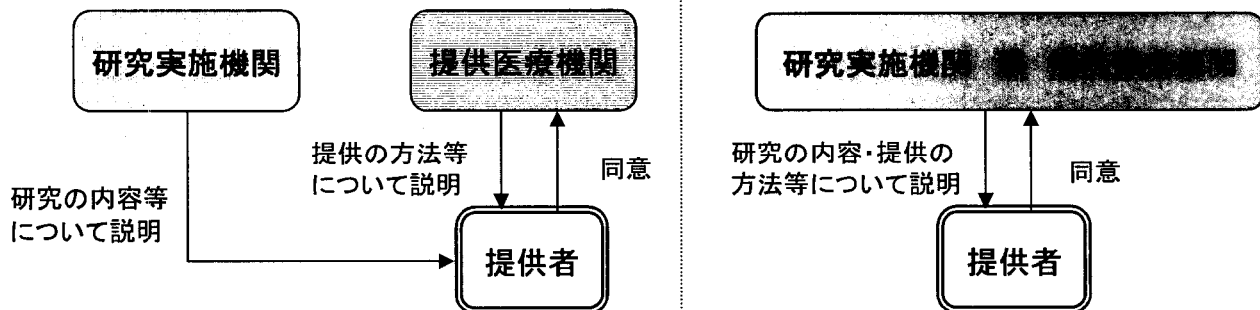 研究実施機関
提供医療機関
提供の方法等
について説明
同意
研究の内容等
について説明
提供者
研究実施機関
研究の内容・提供の
方法等について説明
同意
提供者